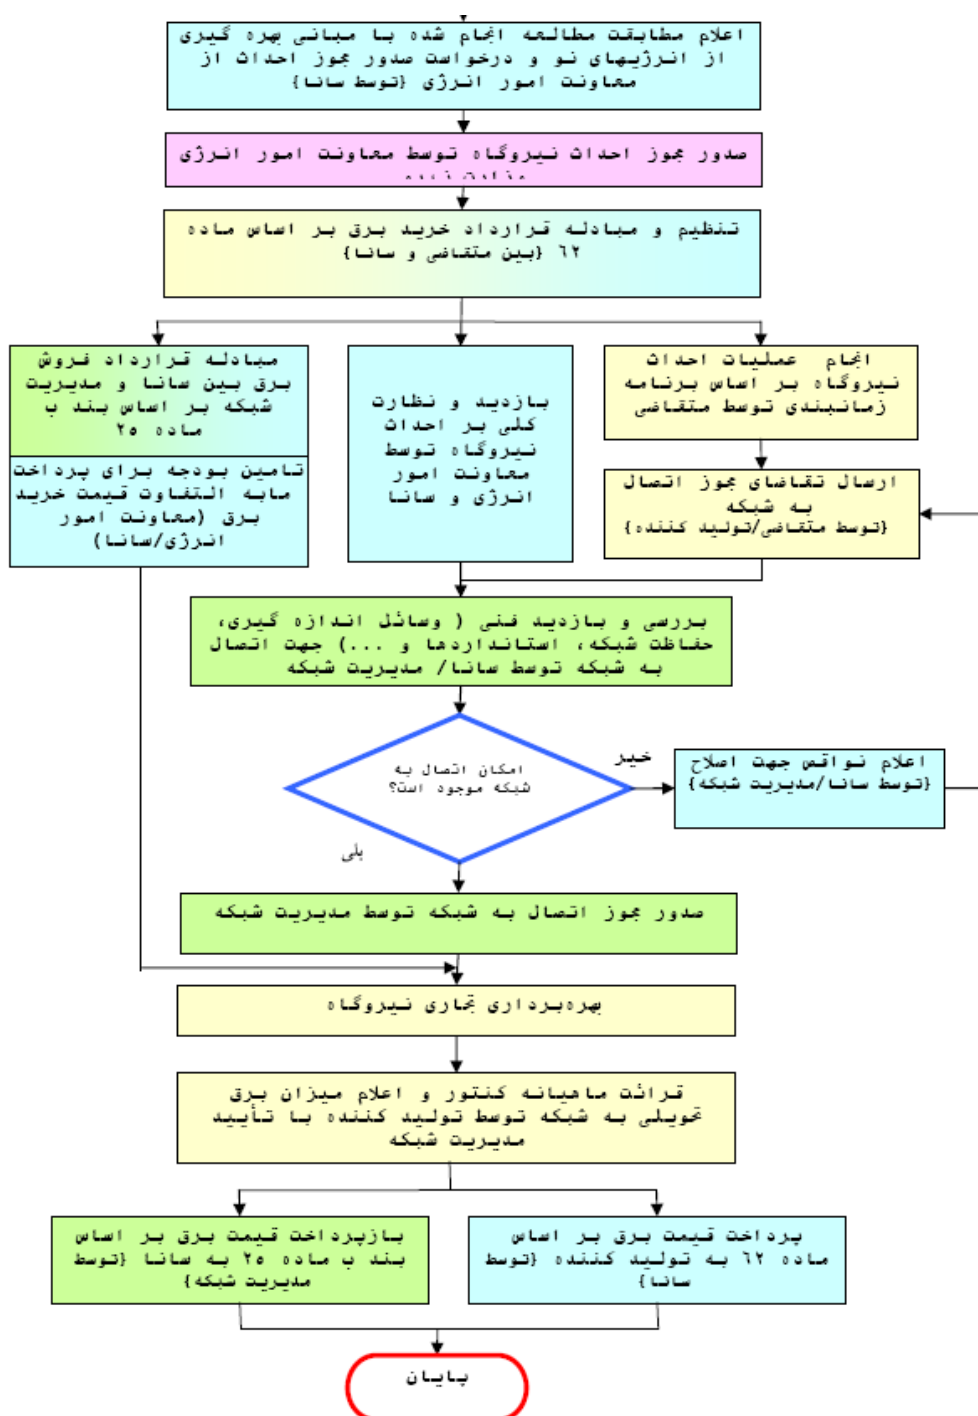 اعلام مطابقت مطالعه انجام شده با مبانی بهره گیری
از انرژیهای نو و درخواست صدور مجوز احداث از
معاونت امور انرژی {توسط سانا}
صدور مجوز احداث نیروگاه توسط معاونت امور انرژی
وزارت نیرو
تنظیم و مبادله قرارداد خرید برق بر اساس ماده
٦٢ {بین متقاضی و سانا}
انجام عملیات احداث
نیروگاه بر اساس برنامه
زمانبندی توسط متقاضی
ارسال تقاضای مجوز اتصال
به شبکه
{توسط متقاضی/تولید کننده}
بازدید و نظارت
کلی بر احداث
نیروگاه توسط
معاونت امور
انرژی و سانا
مبادله قرارداد فروش
برق بین سانا و مدیریت
شبکه بر اساس بند ب
ماده ٢٥
تامین بودجه برای پرداخت
مابه التفاوت قیمت خرید
برق (معاونت امور
انرژی/سانا)
بررسی و بازدید فنی ( وسائل اندازه گیری،
حفاظت شبکه، استانداردها و ...) جهت اتصال
به شبکه توسط سانا/ مدیریت شبکه
امکان اتصال به
شبکه موجود است؟
خیر
اعلام نواقص جهت اصلاح
{توسط سانا/مدیریت شبکه}
بلی
صدور مجوز اتصال به شبکه توسط مدیریت شبکه
بهره‌برداری تجاری نیروگاه
قرائت ماهیانه کنتور و اعلام میزان برق
تحویلی به شبکه توسط تولید کننده با تأیید
مدیریت شبکه
پرداخت قیمت برق بر اساس
ماده ٦٢ به تولید کننده {توسط
سانا}
بازپرداخت قیمت برق بر اساس
بند ب ماده ٢٥ به سانا {توسط
مدیریت شبکه}
پایان